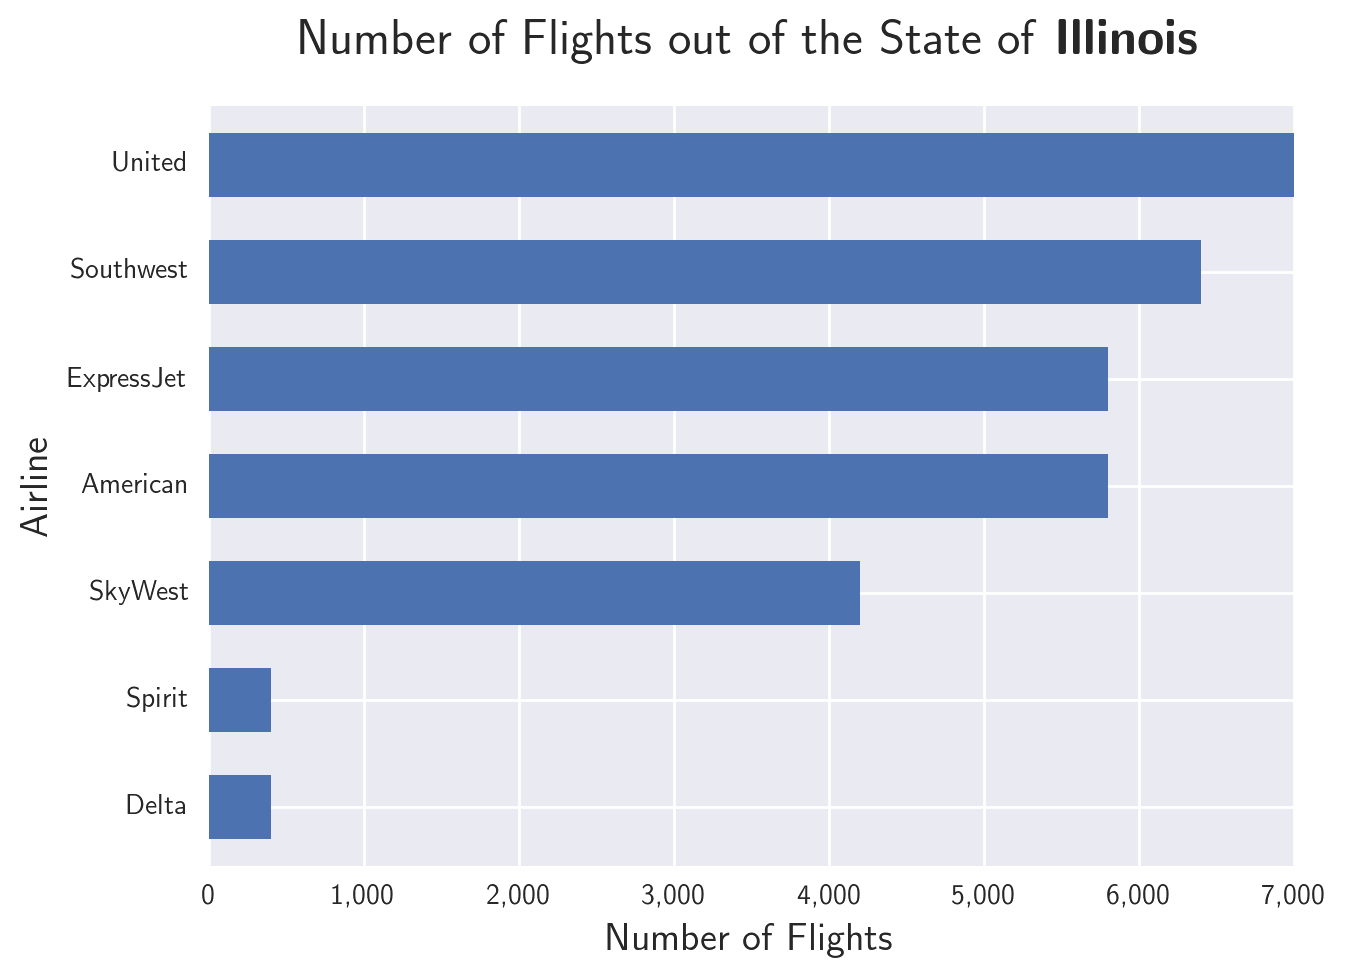 Number of Flights out of the State of Illinois
United
Southwest
ExpressJet
American
SkyWest
Spirit
Delta
Airline
0 1,000 2,000 3,000 4,000 5,000 6,000 7,000
Number of Flights